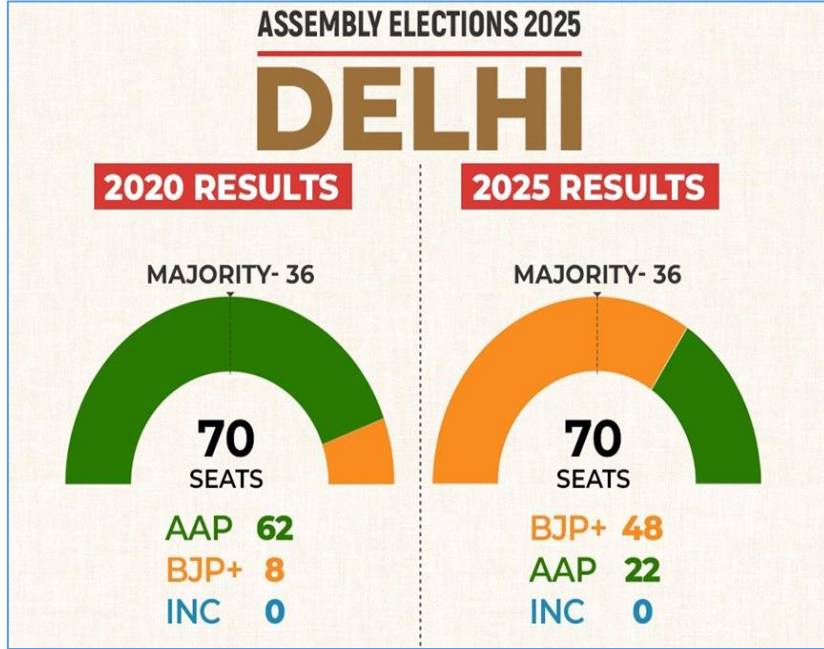 ASSEMBLY ELECTIONS 2025
DELHI
2020 RESULTS
MAJORITY- 36
70
SEATS
AAP 62
BJP+ 8
INC 0
2025 RESULTS
MAJORITY- 36
70
SEATS
BJP+ 48
AAP 22
INC 0